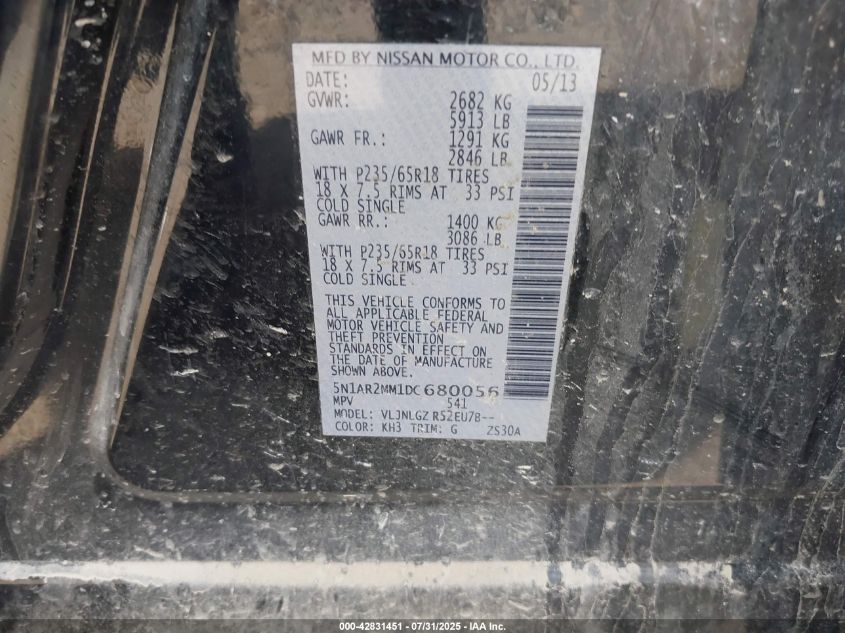 MFD BY NISSAN MOTOR CO., LTD.
DATE: 05/13
GVWR: 2682 KG
5913 LB
GAWR FR.: 1291 KG
2846 LB
WITH P235/65R18 TIRES
18 X 7.5 RIMS AT 33 PSI
COLD SINGLE
GAWR RR.: 1400 KG
3086 LB
WITH P235/65R18 TIRES
18 X 7.5 RIMS AT 33 PSI
COLD SINGLE
THIS VEHICLE CONFORMS TO
ALL APPLICABLE FEDERAL
MOTOR VEHICLE SAFETY AND
THEFT PREVENTION
STANDARDS IN EFFECT ON
THE DATE OF MANUFACTURE
SHOWN ABOVE.
5N1AR2MM1DC680056
MPV 541
MODEL: VLJNLGZ R52EU7B--
COLOR: KH3 TRIM: G ZS30A
000-42831451 - 07/31/2025 - IAA Inc.